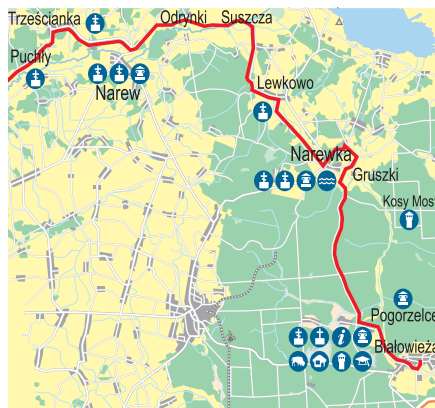 Trześcianka
Odrynki Suszcza
Puchły
Narew
Lewkowo
Narewka
Gruszki
Kosy Most
Pogorzelce
Białowieża